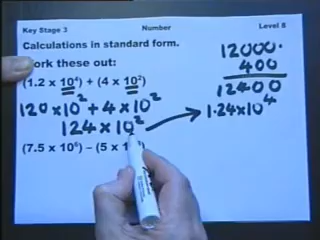 Key Stage 3 Number Level 8
Calculations in standard form.
ork these out:
(1.2 × 10⁴) + (4 × 10²)
120 × 10² + 4 × 10²
124 × 10²
(7.5 × 10⁶) – (5 × 1
12000.
400
12400
1.24 × 10⁴